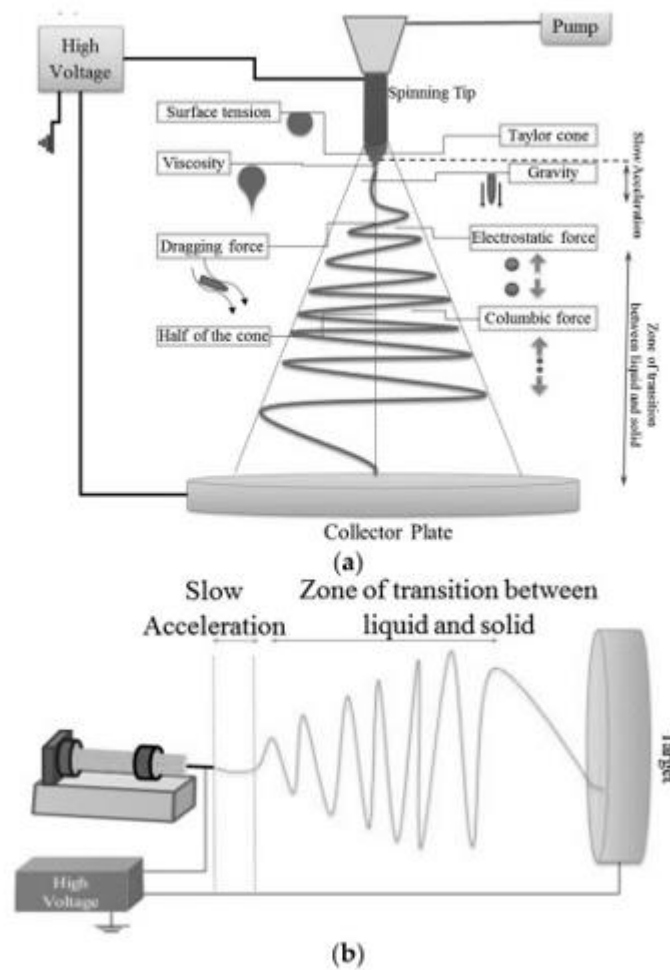 High
Voltage
Pump
Spinning Tip
Surface tension
Taylor cone
Viscosity
Gravity
Slow Acceleration
Dragging force
Electrostatic force
Half of the cone
Columbic force
Zone of transition
between liquid and solid
Collector Plate
(a)
Slow
Acceleration
Zone of transition between
liquid and solid
Target
High
Voltage
(b)